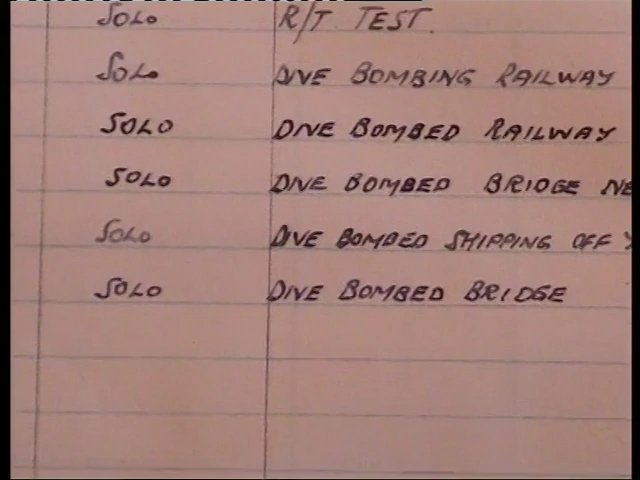 SOLO R/T TEST.
SOLO DIVE BOMBING RAILWAY
SOLO DIVE BOMBED RAILWAY
SOLO DIVE BOMBED BRIDGE NE
SOLO DIVE BOMBED SHIPPING OFF
SOLO DIVE BOMBED BRIDGE